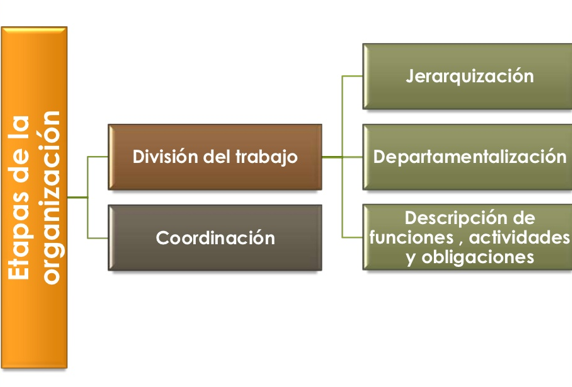 Etapas de la
organización
División del trabajo
Coordinación
Jerarquización
Departamentalización
Descripción de
funciones , actividades
y obligaciones